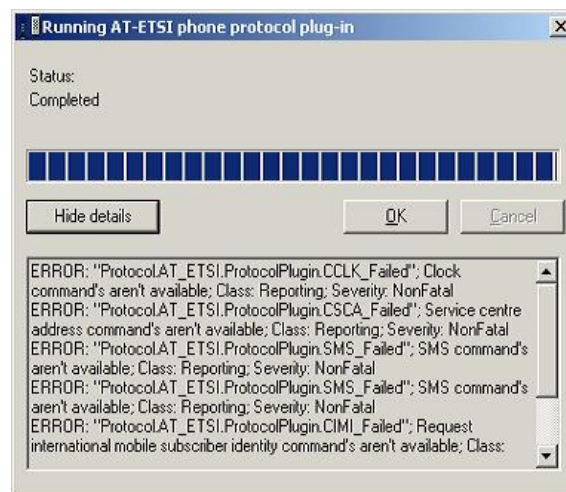 Running AT-ETSI phone protocol plug-in
Status:
Completed
Hide details
OK
Cancel
ERROR: "Protocol.AT_ETSI.ProtocolPlugin.CCLK_Failed"; Clock
command's aren't available; Class: Reporting; Severity: NonFatal
ERROR: "Protocol.AT_ETSI.ProtocolPlugin.CSCA_Failed"; Service centre
address command's aren't available; Class: Reporting; Severity: NonFatal
ERROR: "Protocol.AT_ETSI.ProtocolPlugin.SMS_Failed"; SMS command's
aren't available; Class: Reporting; Severity: NonFatal
ERROR: "Protocol.AT_ETSI.ProtocolPlugin.SMS_Failed"; SMS command's
aren't available; Class: Reporting; Severity: NonFatal
ERROR: "Protocol.AT_ETSI.ProtocolPlugin.CIMI_Failed"; Request
international mobile subscriber identity command's aren't available; Class: